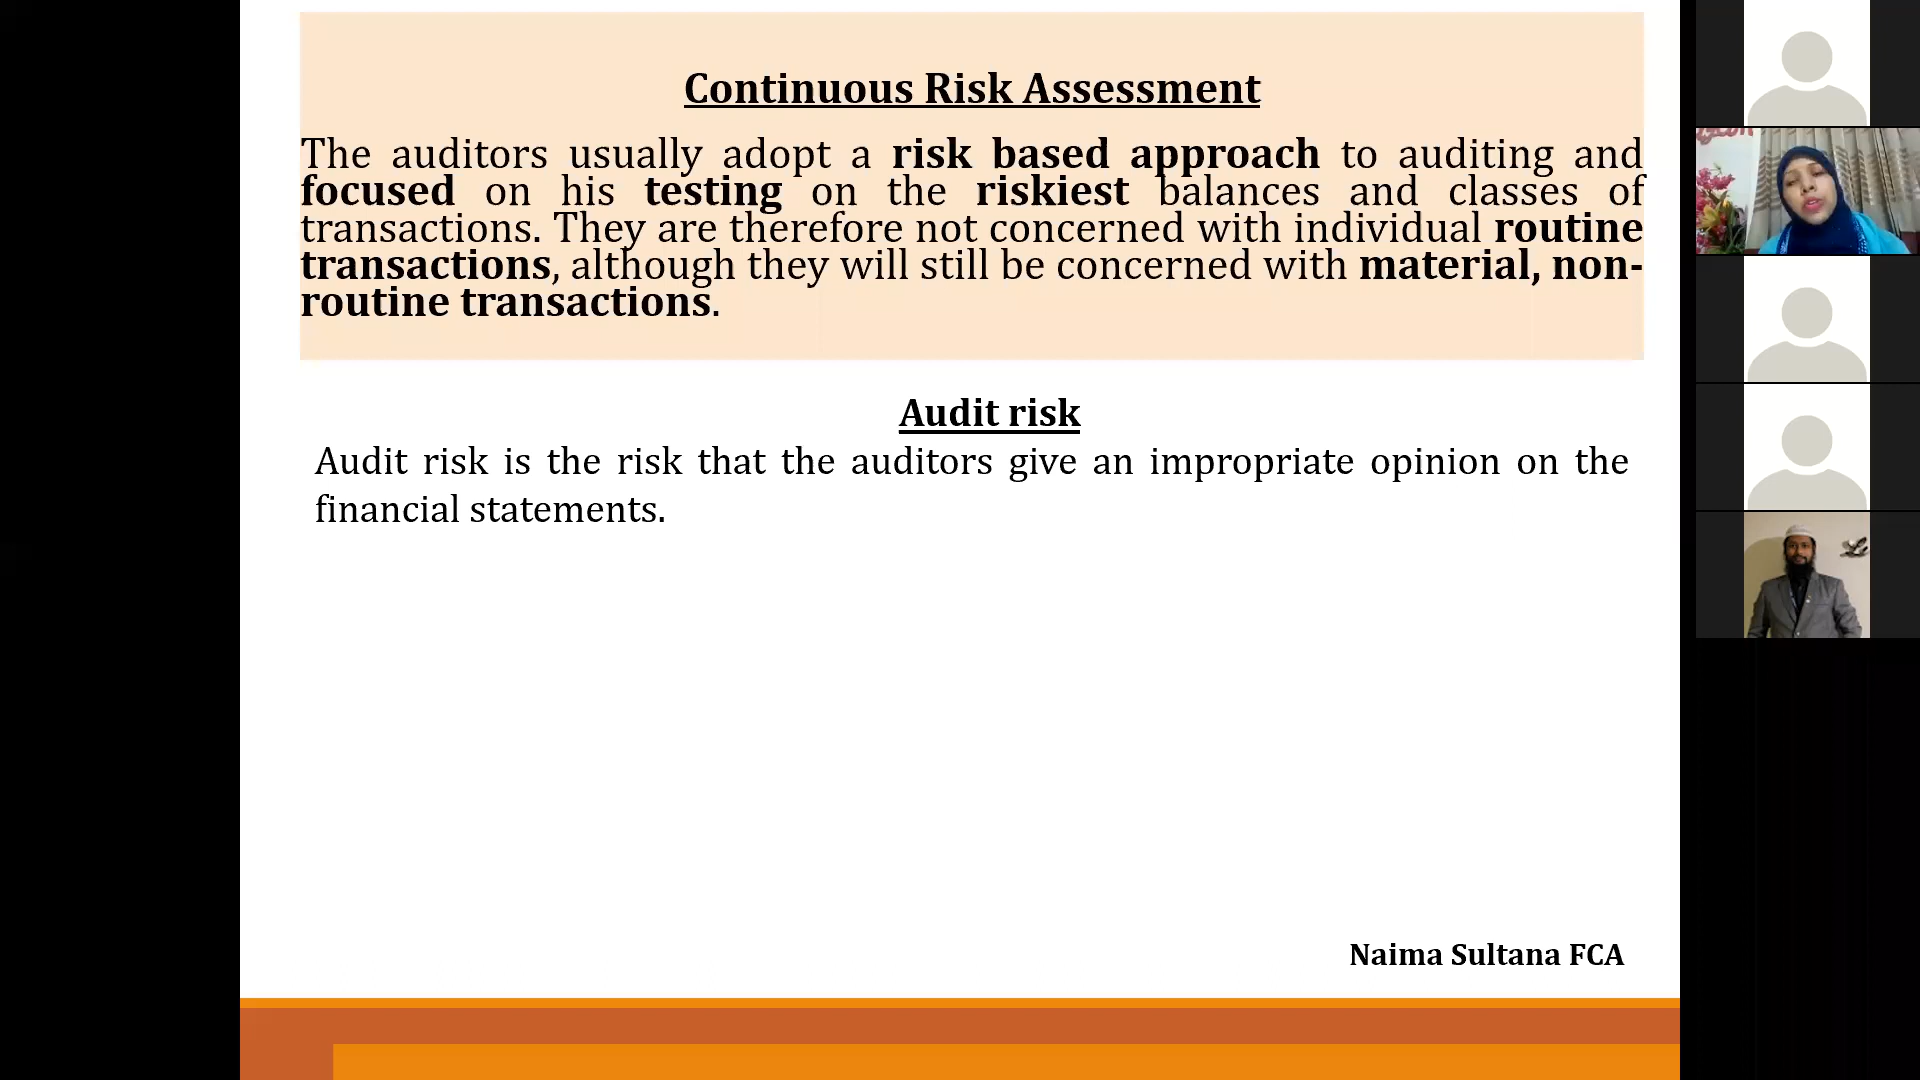 Continuous Risk Assessment
The auditors usually adopt a risk based approach to auditing and
focused on his testing on the riskiest balances and classes of
transactions. They are therefore not concerned with individual routine
transactions, although they will still be concerned with material, non-
routine transactions.
Audit risk
Audit risk is the risk that the auditors give an impropriate opinion on the
financial statements.
Naima Sultana FCA